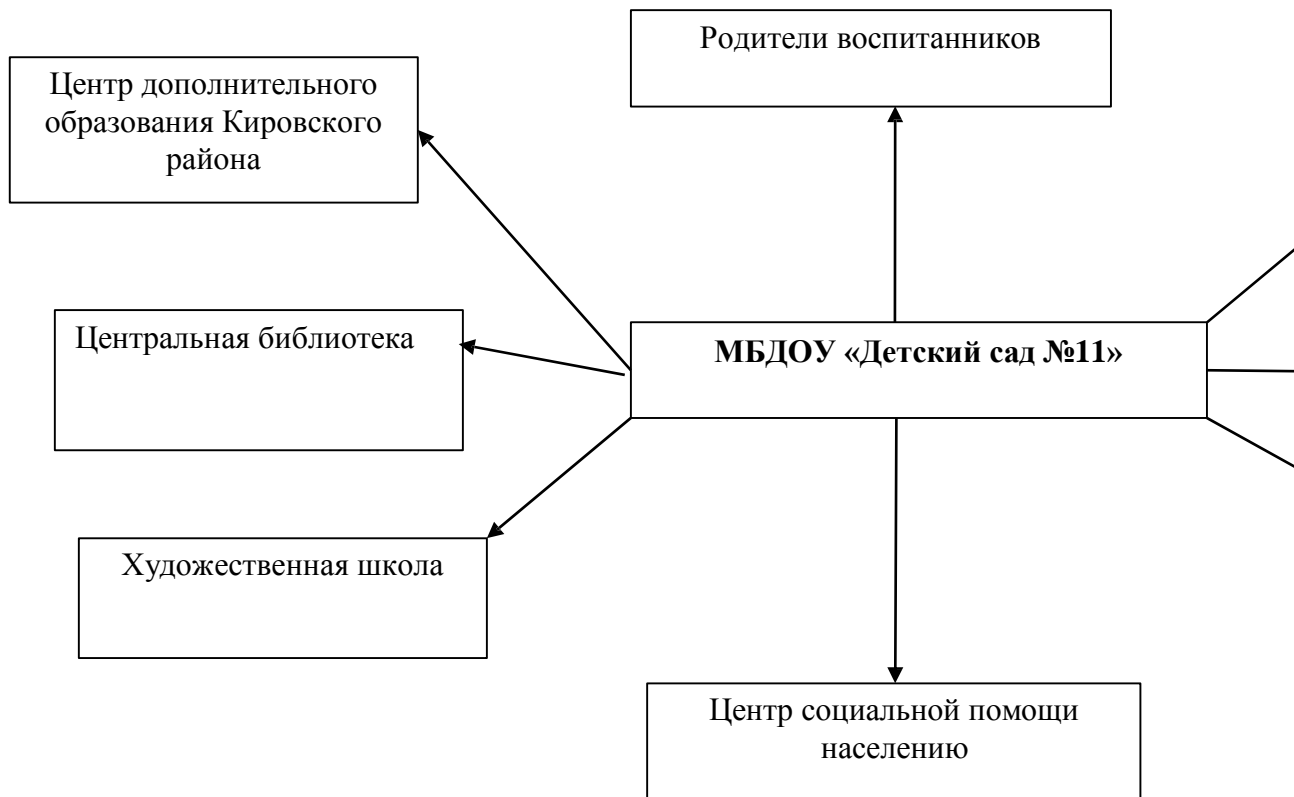 Родители воспитанников
Центр дополнительного
образования Кировского
района
Центральная библиотека
МБДОУ «Детский сад №11»
Художественная школа
Центр социальной помощи
населению